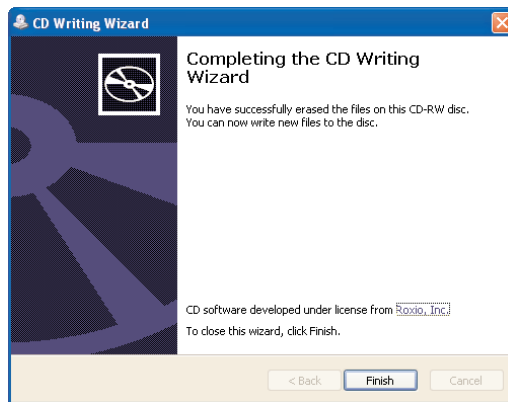 CD Writing Wizard
Completing the CD Writing
Wizard
You have successfully erased the files on this CD-RW disc.
You can now write new files to the disc.
CD software developed under license from Roxio, Inc.
To close this wizard, click Finish.
< Back Finish Cancel